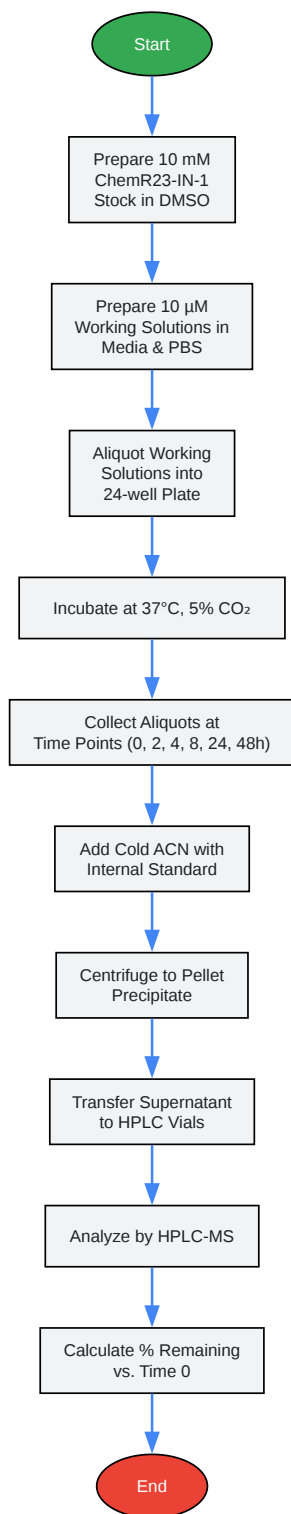 Start
Prepare 10 mM
ChemR23-IN-1
Stock in DMSO
Prepare 10 µM
Working Solutions in
Media & PBS
Aliquot Working
Solutions into
24-well Plate
Incubate at 37°C, 5% CO₂
Collect Aliquots at
Time Points (0, 2, 4, 8, 24, 48h)
Add Cold ACN with
Internal Standard
Centrifuge to Pellet
Precipitate
Transfer Supernatant
to HPLC Vials
Analyze by HPLC-MS
Calculate % Remaining
vs. Time 0
End